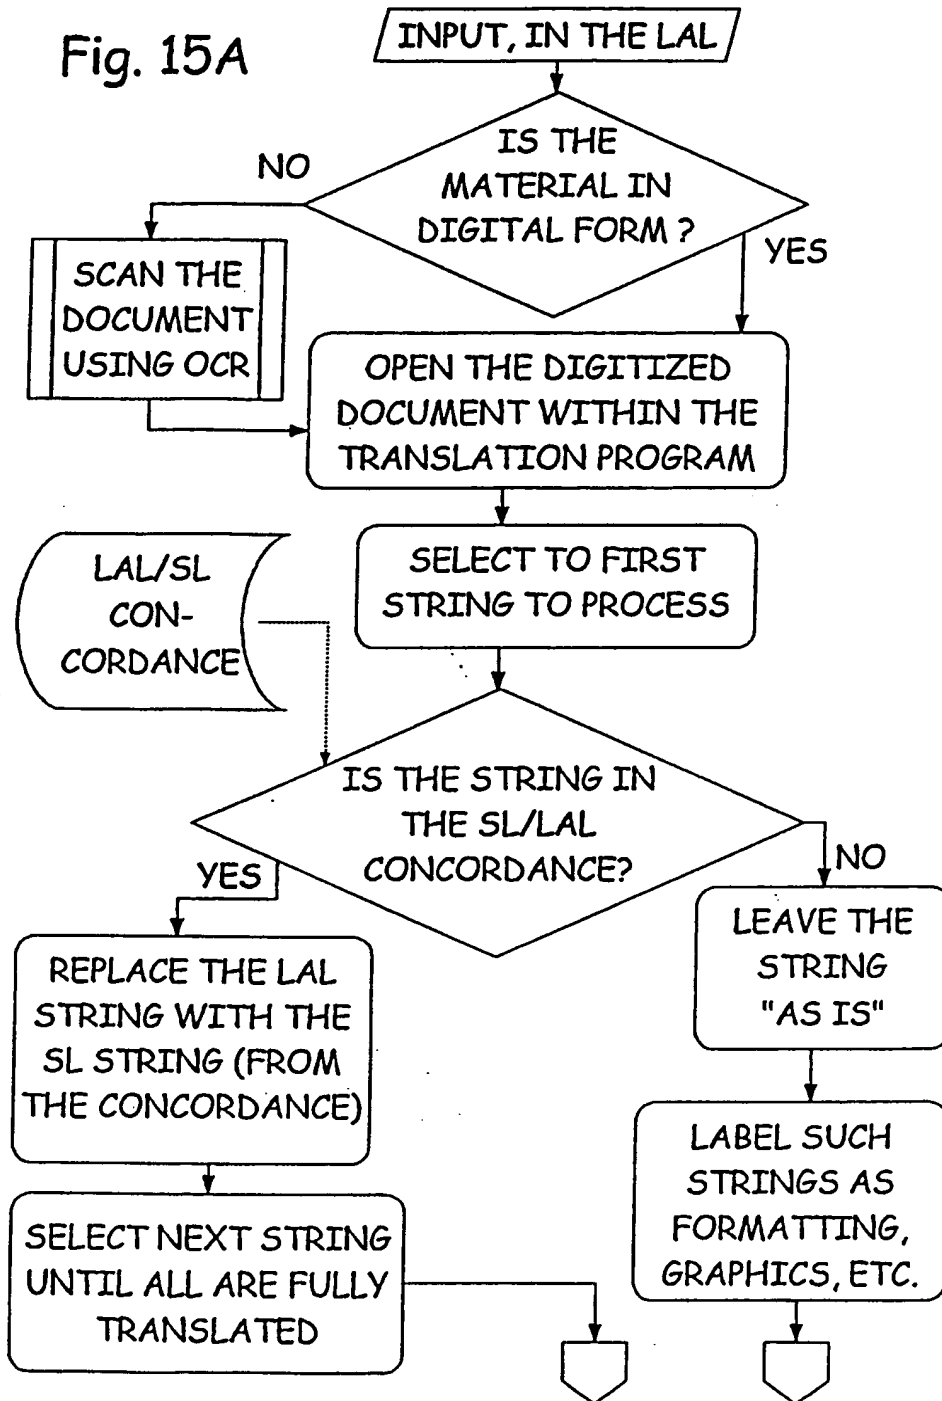 Fig. 15A
INPUT, IN THE LAL
IS THE
MATERIAL IN
DIGITAL FORM ?
NO
YES
SCAN THE
DOCUMENT
USING OCR
OPEN THE DIGITIZED
DOCUMENT WITHIN THE
TRANSLATION PROGRAM
SELECT TO FIRST
STRING TO PROCESS
LAL/SL
CON-
CORDANCE
IS THE STRING IN
THE SL/LAL
CONCORDANCE?
YES
NO
REPLACE THE LAL
STRING WITH THE
SL STRING (FROM
THE CONCORDANCE)
LEAVE THE
STRING
"AS IS"
SELECT NEXT STRING
UNTIL ALL ARE FULLY
TRANSLATED
LABEL SUCH
STRINGS AS
FORMATTING,
GRAPHICS, ETC.